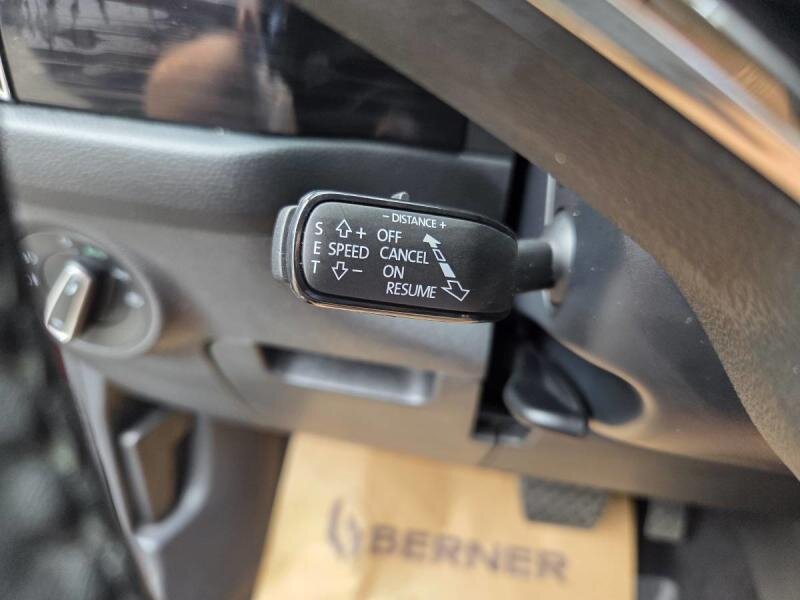 - DISTANCE +
S + OFF
E SPEED CANCEL
T - ON
RESUME
BERNER